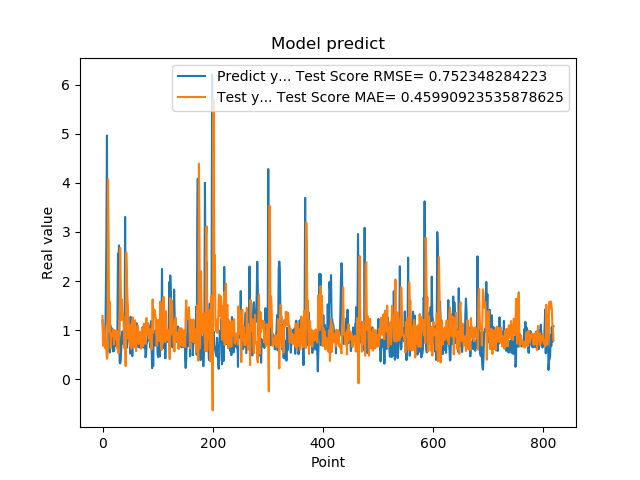 Model predict
Predict y... Test Score RMSE= 0.752348284223
Test y... Test Score MAE= 0.45990923535878625
Real value
6
5
4
3
2
1
0
0 200 400 600 800
Point